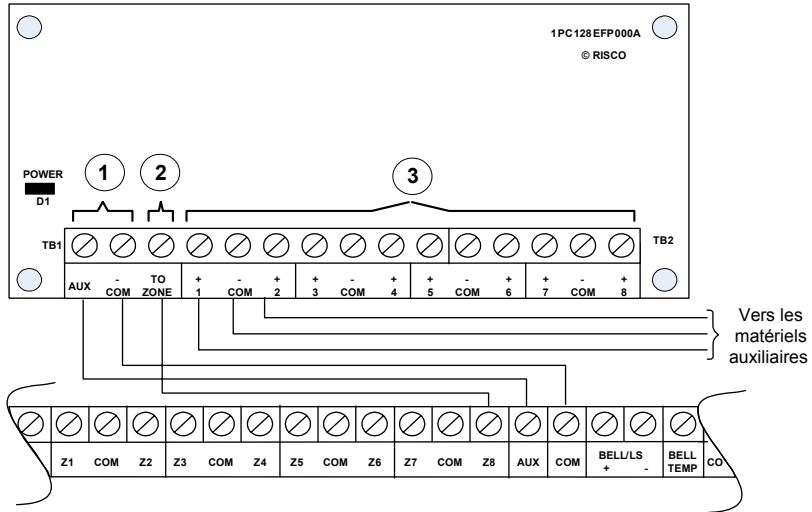 1PC128EFP000A
© RISCO
POWER
D1
1
2
3
TB1
TB2
AUX
-
COM
TO
ZONE
+
1
-
COM
+
2
+
3
-
COM
+
4
+
5
-
COM
+
6
+
7
-
COM
+
8
Vers les
matériels
auxiliaires
Z1 COM Z2 Z3 COM Z4 Z5 COM Z6 Z7 COM Z8 AUX COM
BELL/LS
+ -
BELL
TEMP
CO